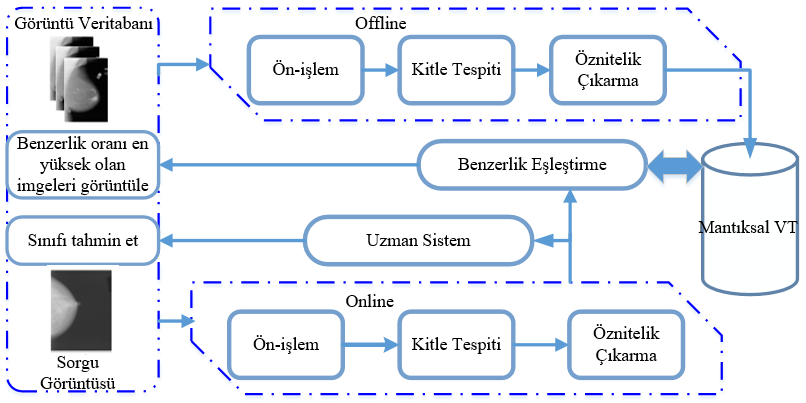 Görüntü Veritabanı
Offline
Ön-işlem
Kitle Tespiti
Öznitelik
Çıkarma
Benzerlik oranı en
yüksek olan
imgeleri görüntüle
Benzerlik Eşleştirme
Mantıksal VT
Sınıfı tahmin et
Uzman Sistem
Online
Ön-işlem
Kitle Tespiti
Öznitelik
Çıkarma
Sorgu
Görüntüsü